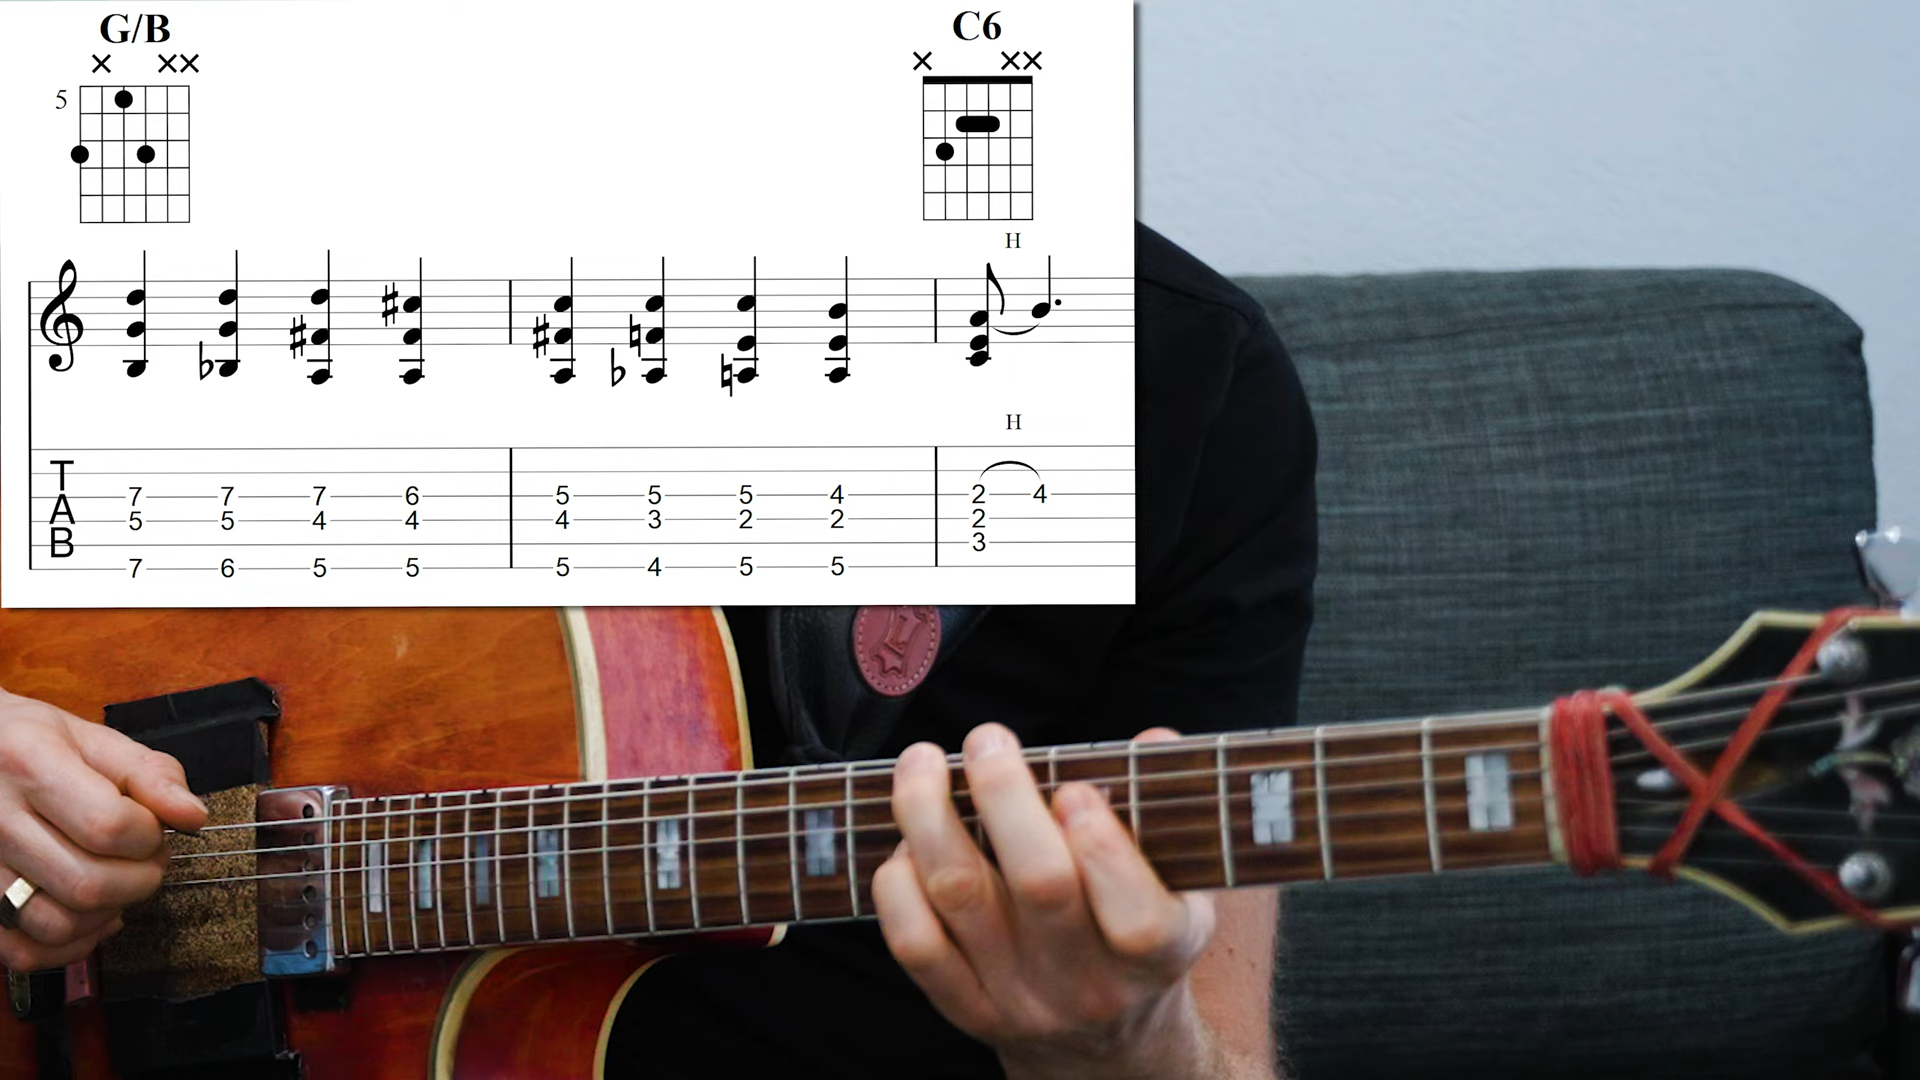 G/B C6
× ×× × ××
5
H
♯ ♯
♭ ♯ ♮
♭ ♮
H
T
A
B
7 7 7 6 5 5 5 4 2 4
5 5 4 4 4 3 2 2 2
3
7 6 5 5 5 4 5 5